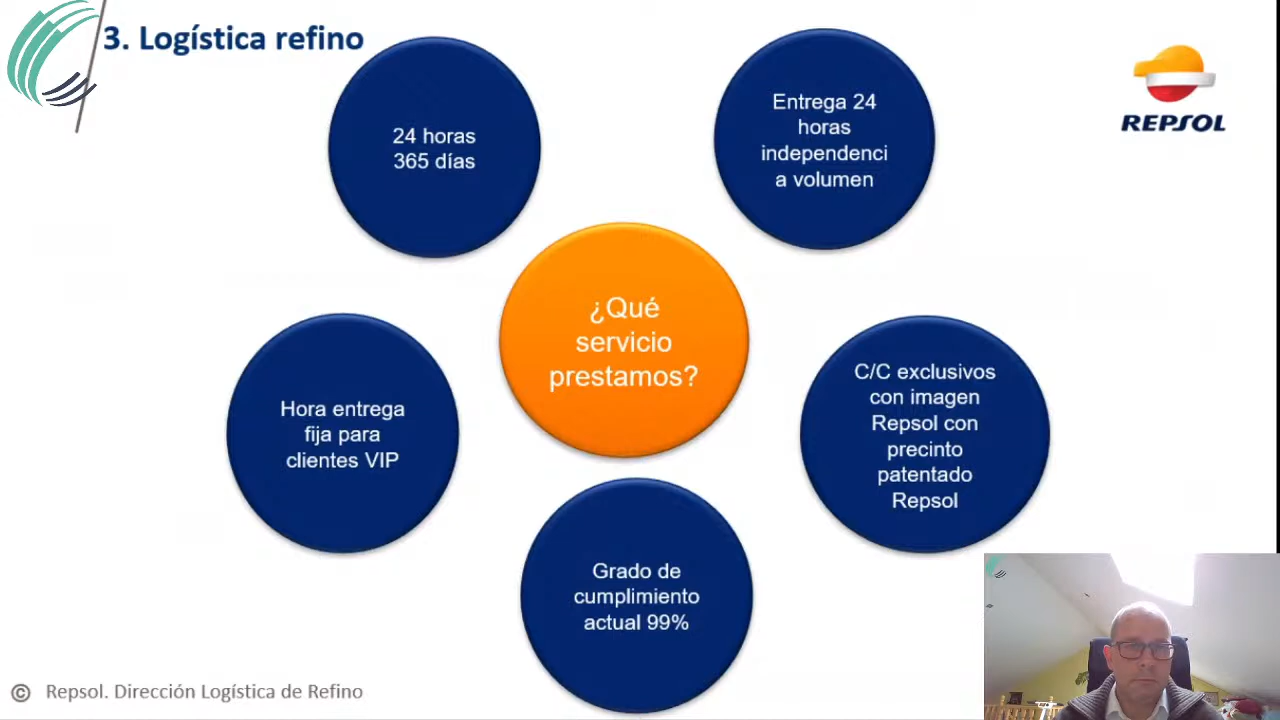 3. Logística refino
REPSOL
24 horas
365 días
Entrega 24
horas
independenci
a volumen
¿Qué
servicio
prestamos?
Hora entrega
fija para
clientes VIP
C/C exclusivos
con imagen
Repsol con
precinto
patentado
Repsol
Grado de
cumplimiento
actual 99%
© Repsol. Dirección Logística de Refino